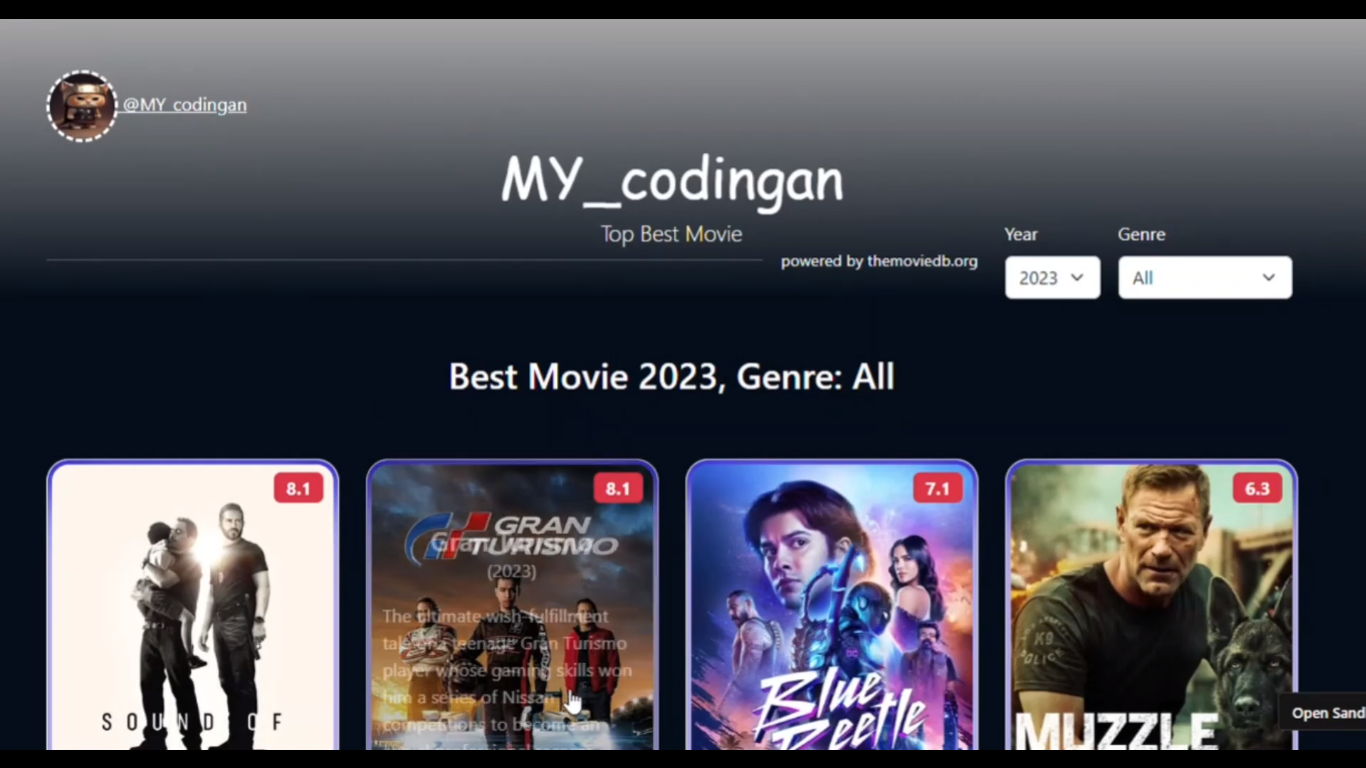 @MY_codingan
MY_codingan
Top Best Movie
powered by themoviedb.org
Year
Genre
2023
All
Best Movie 2023, Genre: All
8.1
SOUND OF
8.1
GRAN
TURISMO
Gran Turismo
(2023)
The ultimate wish-fulfillment
tale of a teenage Gran Turismo
player whose gaming skills won
him a series of Nissan
competitions to become an
7.1
Blue
Beetle
6.3
K9
POLICE
MUZZLE
Open Sand